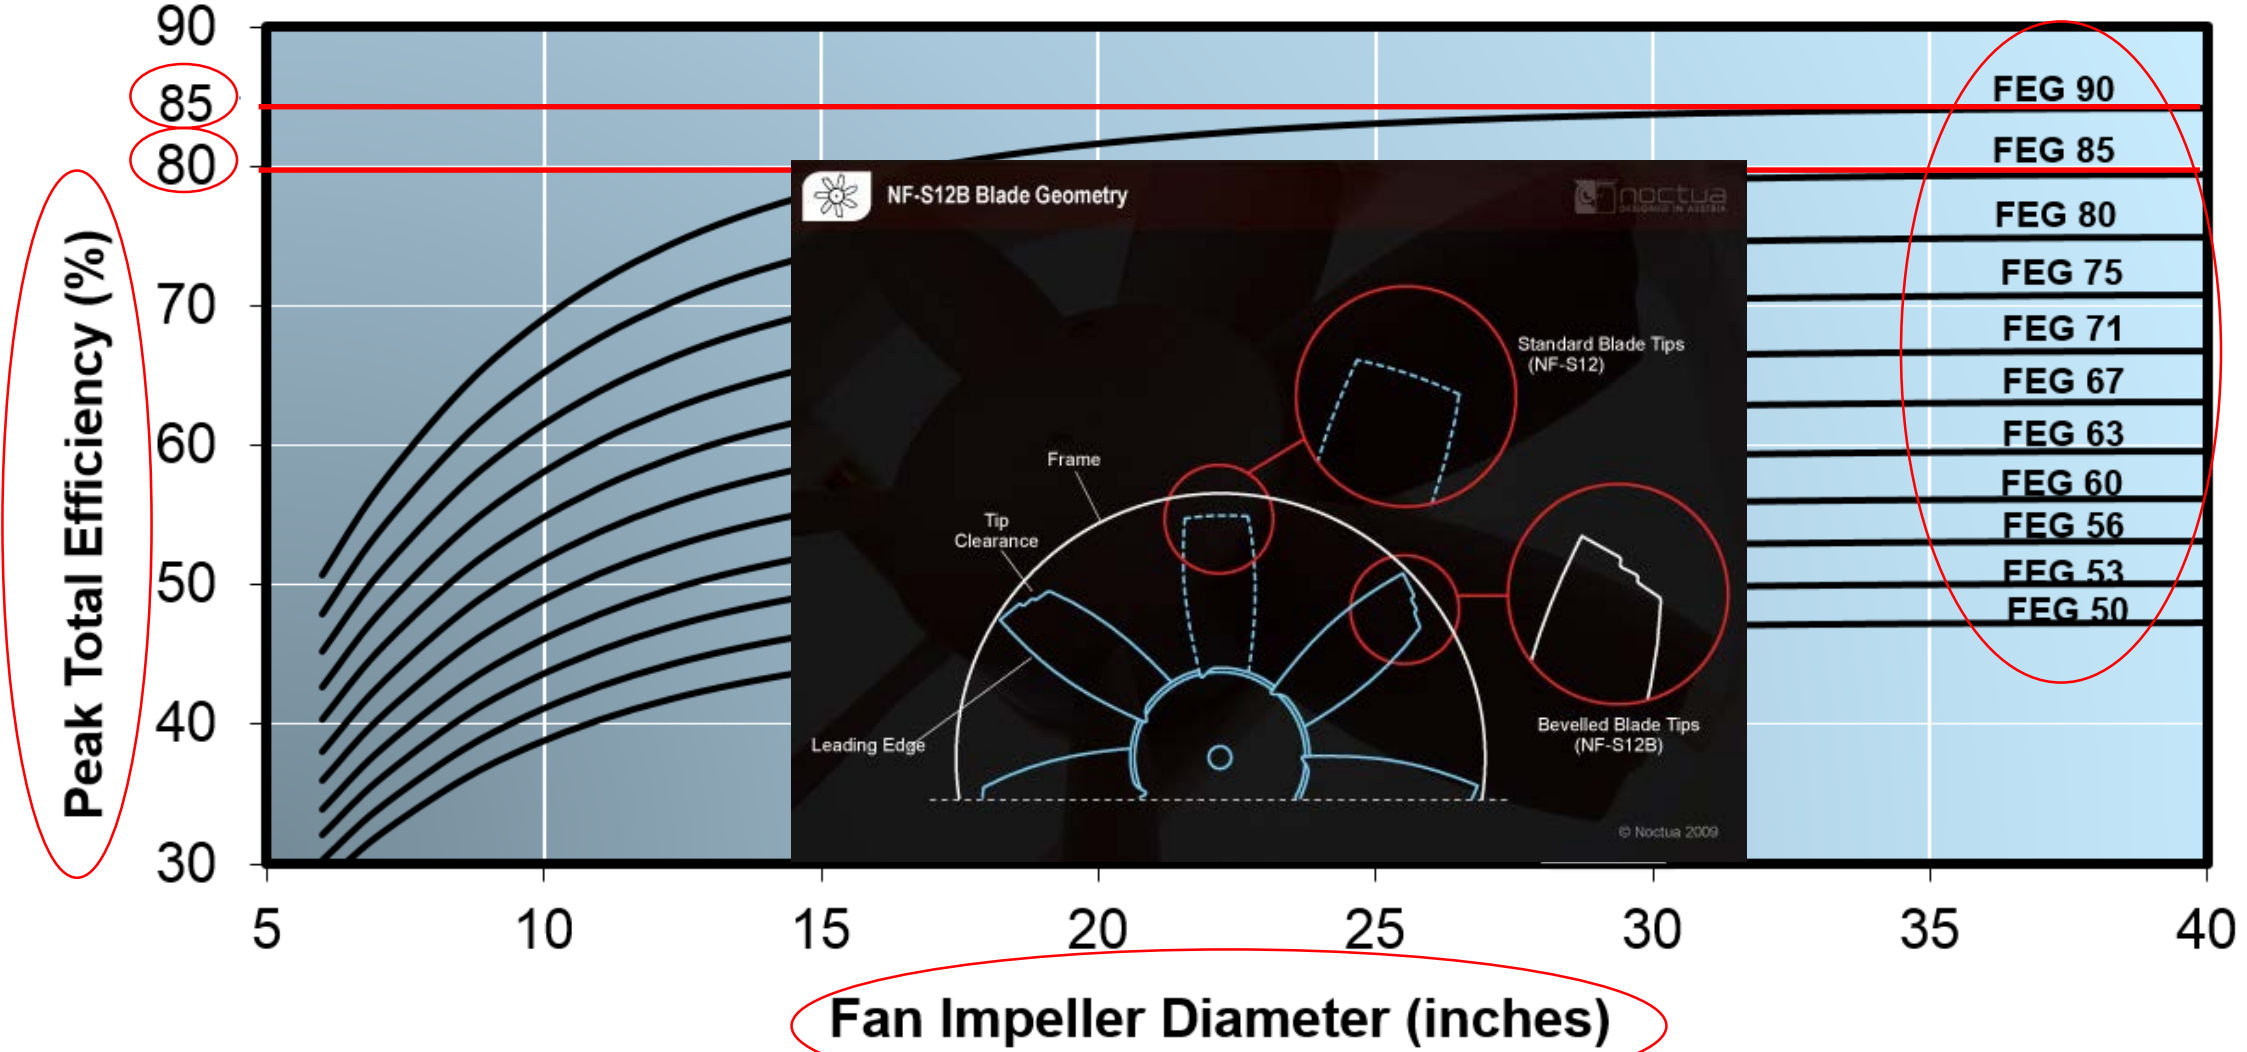 90
85
80
70
60
50
40
30
Peak Total Efficiency (%)
5
10
15
20
25
30
35
40
Fan Impeller Diameter (inches)
FEG 90
FEG 85
FEG 80
FEG 75
FEG 71
FEG 67
FEG 63
FEG 60
FEG 56
FEG 53
FEG 50
NF-S12B Blade Geometry
noctua
DESIGNED IN AUSTRIA
Standard Blade Tips
(NF-S12)
Frame
Tip
Clearance
Leading Edge
Bevelled Blade Tips
(NF-S12B)
© Noctua 2009